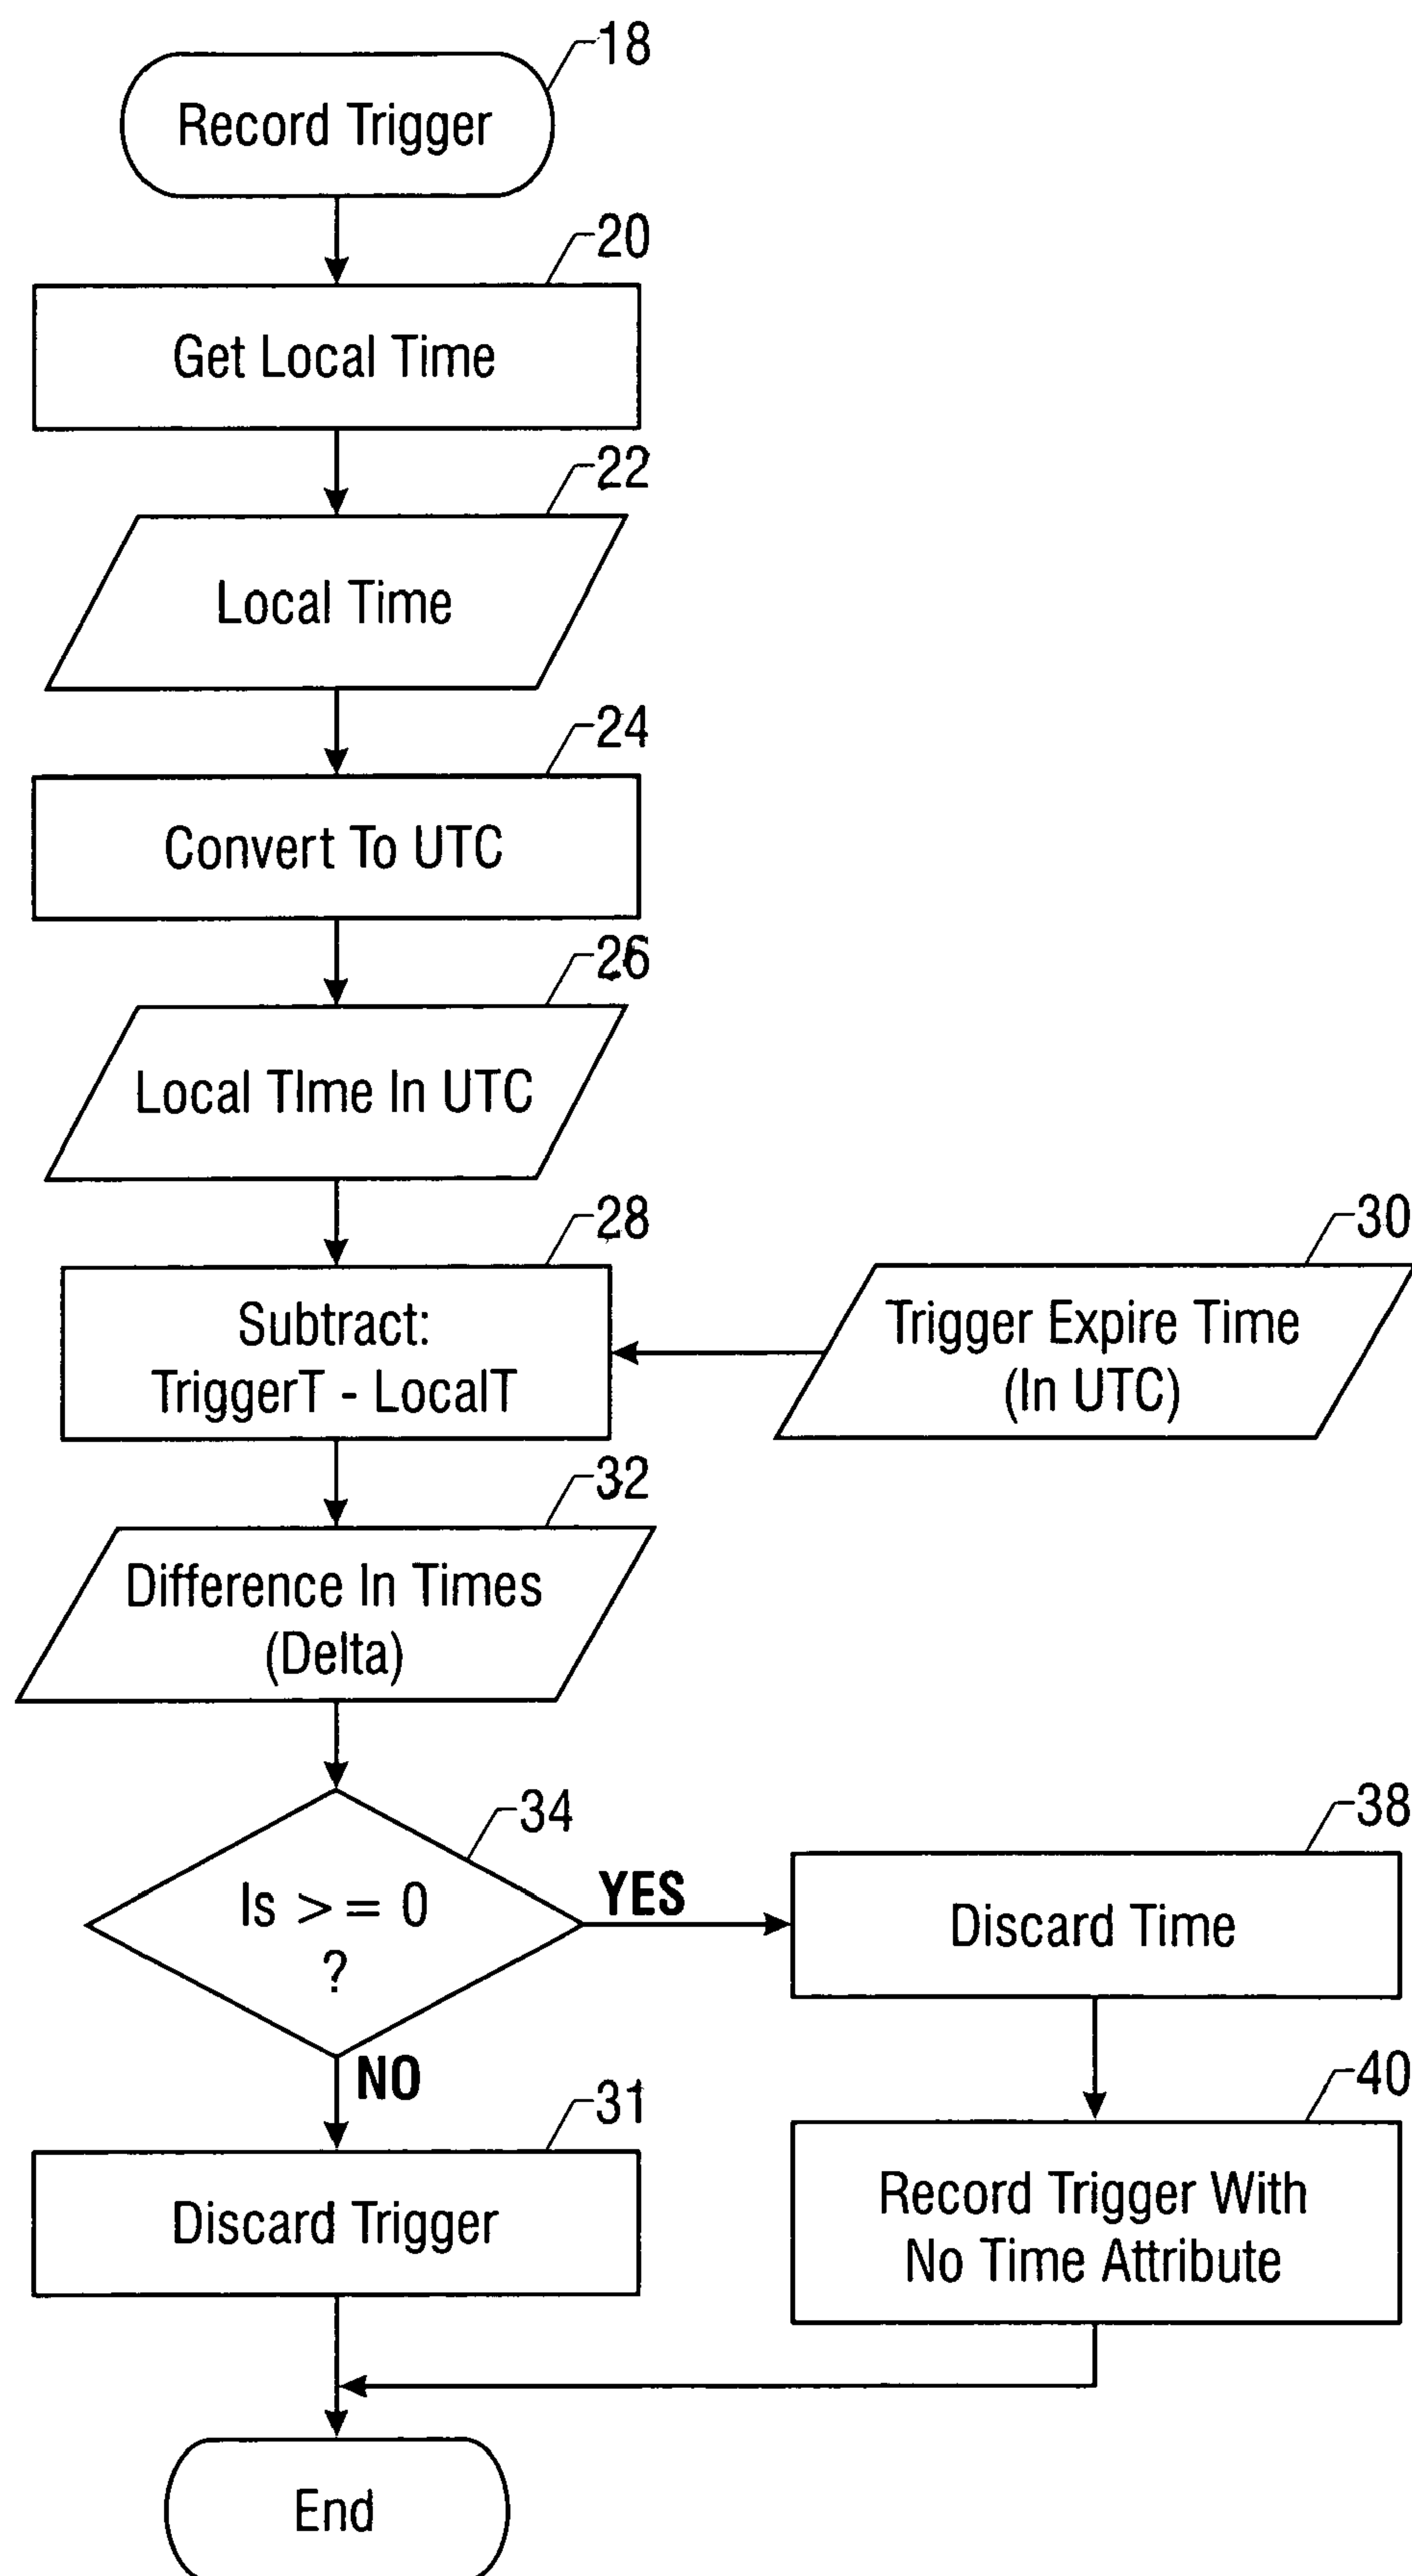 18
Record Trigger
20
Get Local Time
22
Local Time
24
Convert To UTC
26
Local TIme In UTC
28
Subtract:
TriggerT - LocalT
30
Trigger Expire Time
(In UTC)
32
Difference In Times
(Delta)
34
Is >= 0
?
YES
38
Discard Time
NO
31
Discard Trigger
40
Record Trigger With
No Time Attribute
End